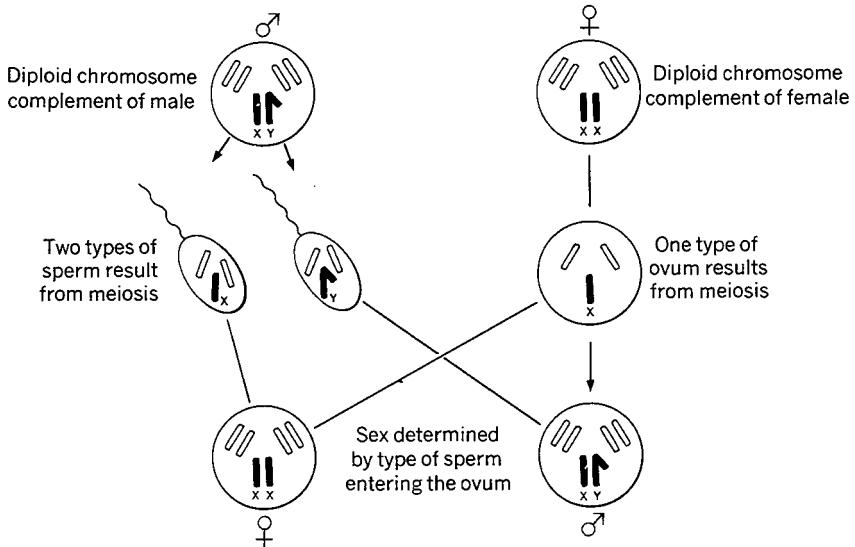 ♂
♀
Diploid chromosome
complement of male
X Y
X X
Diploid chromosome
complement of female
Two types of
sperm result
from meiosis
X
Y
X
One type of
ovum results
from meiosis
X X
♀
Sex determined
by type of sperm
entering the ovum
X Y
♂